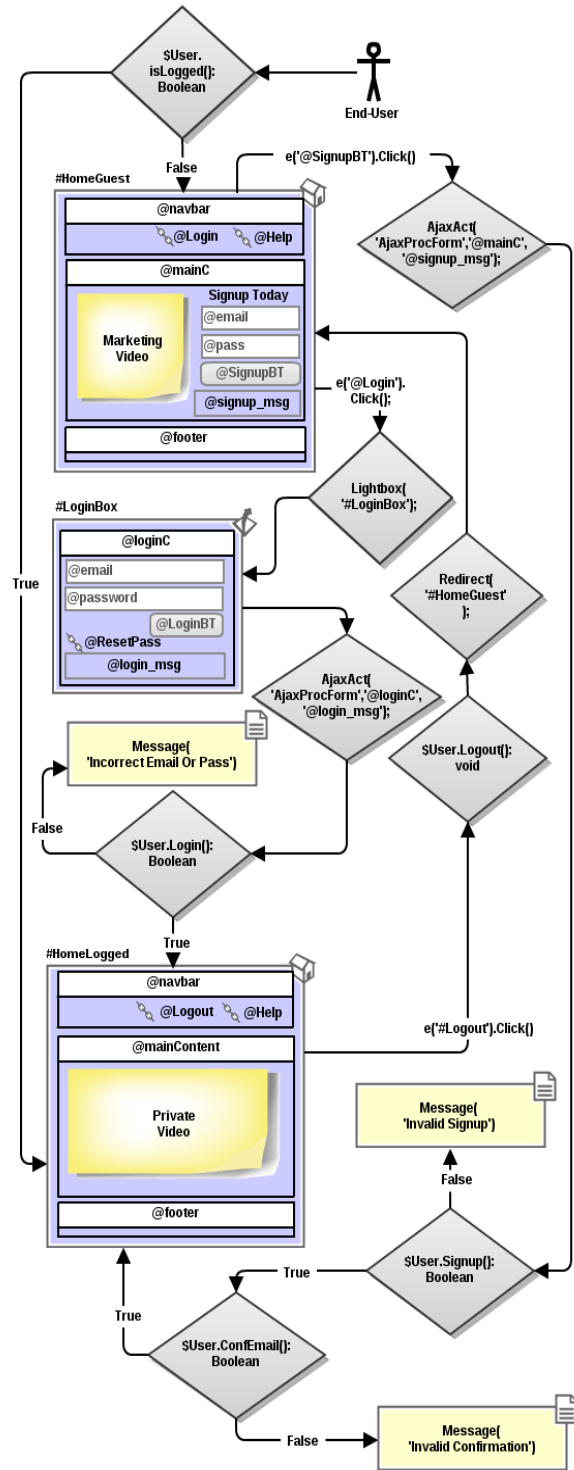 $User.
isLogged():
Boolean
End-User
False
e('@SignupBT').Click()
#HomeGuest
@navbar
@Login
@Help
AjaxAct(
'AjaxProcForm','@mainC',
'@signup_msg');
@mainC
Signup Today
@email
Marketing
Video
@pass
@SignupBT
@signup_msg
e('@Login').
Click();
@footer
Lightbox(
'#LoginBox');
#LoginBox
@loginC
@email
@password
@LoginBT
@ResetPass
@login_msg
True
Redirect(
'#HomeGuest'
);
AjaxAct(
'AjaxProcForm','@loginC',
'@login_msg');
Message(
'Incorrect Email Or Pass')
$User.Logout():
void
False
$User.Login():
Boolean
True
#HomeLogged
@navbar
@Logout
@Help
e('#Logout').Click()
@mainContent
Private
Video
Message(
'Invalid Signup')
False
@footer
$User.Signup():
Boolean
True
True
$User.ConfEmail():
Boolean
False
Message(
'Invalid Confirmation')